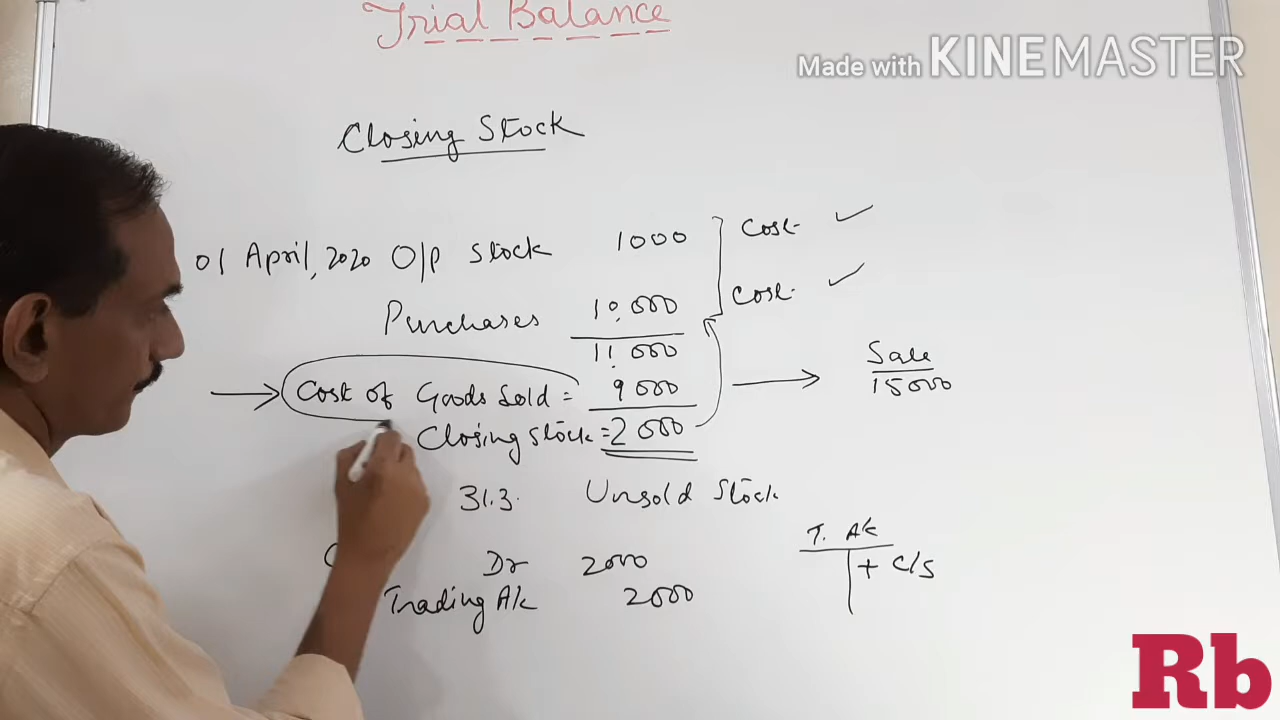 Trial Balance
Made with KINEMASTER
Closing Stock
01 April, 2020 O/P Stock 1000 Cost
Purchases 10,000 Cost
11,000
Cost of Goods Sold = 9000
Sale
15000
Closing Stock = 2000
31.3. Unsold Stock
T. A/c
Dr 2000
+ C/S
Trading A/c 2000
Rb